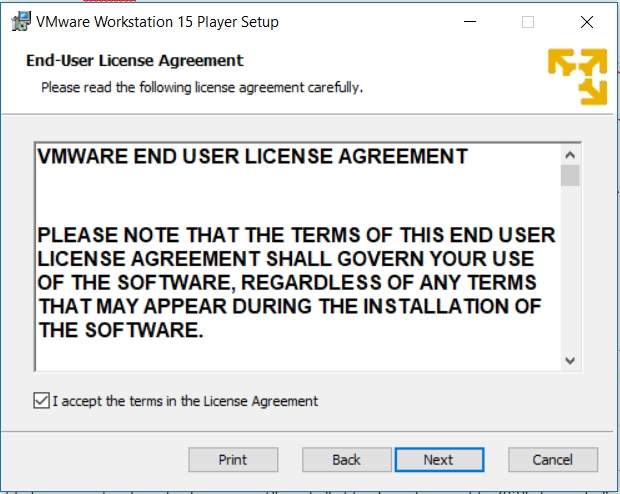 VMware Workstation 15 Player Setup
End-User License Agreement
Please read the following license agreement carefully.
VMWARE END USER LICENSE AGREEMENT
PLEASE NOTE THAT THE TERMS OF THIS END USER
LICENSE AGREEMENT SHALL GOVERN YOUR USE
OF THE SOFTWARE, REGARDLESS OF ANY TERMS
THAT MAY APPEAR DURING THE INSTALLATION OF
THE SOFTWARE.
I accept the terms in the License Agreement
Print Back Next Cancel